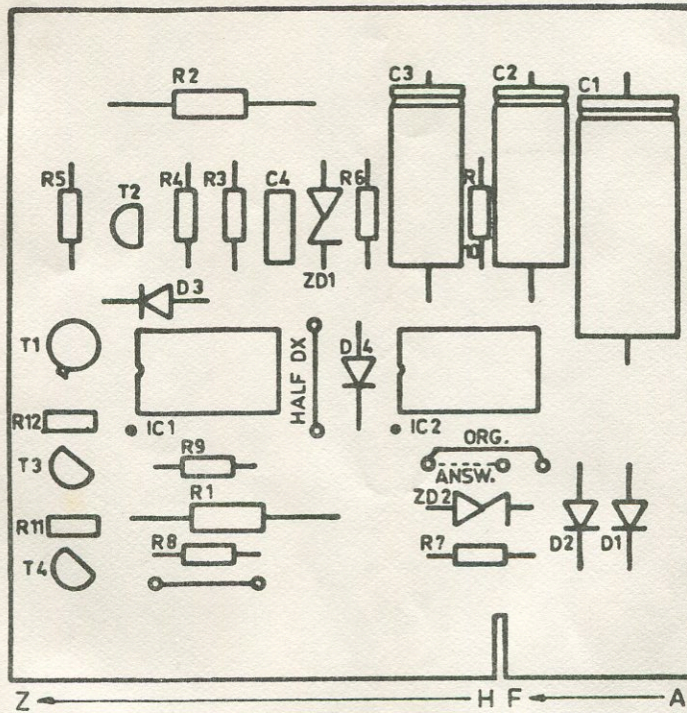 R2
C3
C2
C1
R5
T2
R4
R3
C4
R6
R
10
ZD1
D3
T1
HALF DX
D4
R12
IC1
IC2
ORG.
T3
R9
ANSW.
R1
ZD2
R11
D2
D1
T4
R8
R7
Z H F A